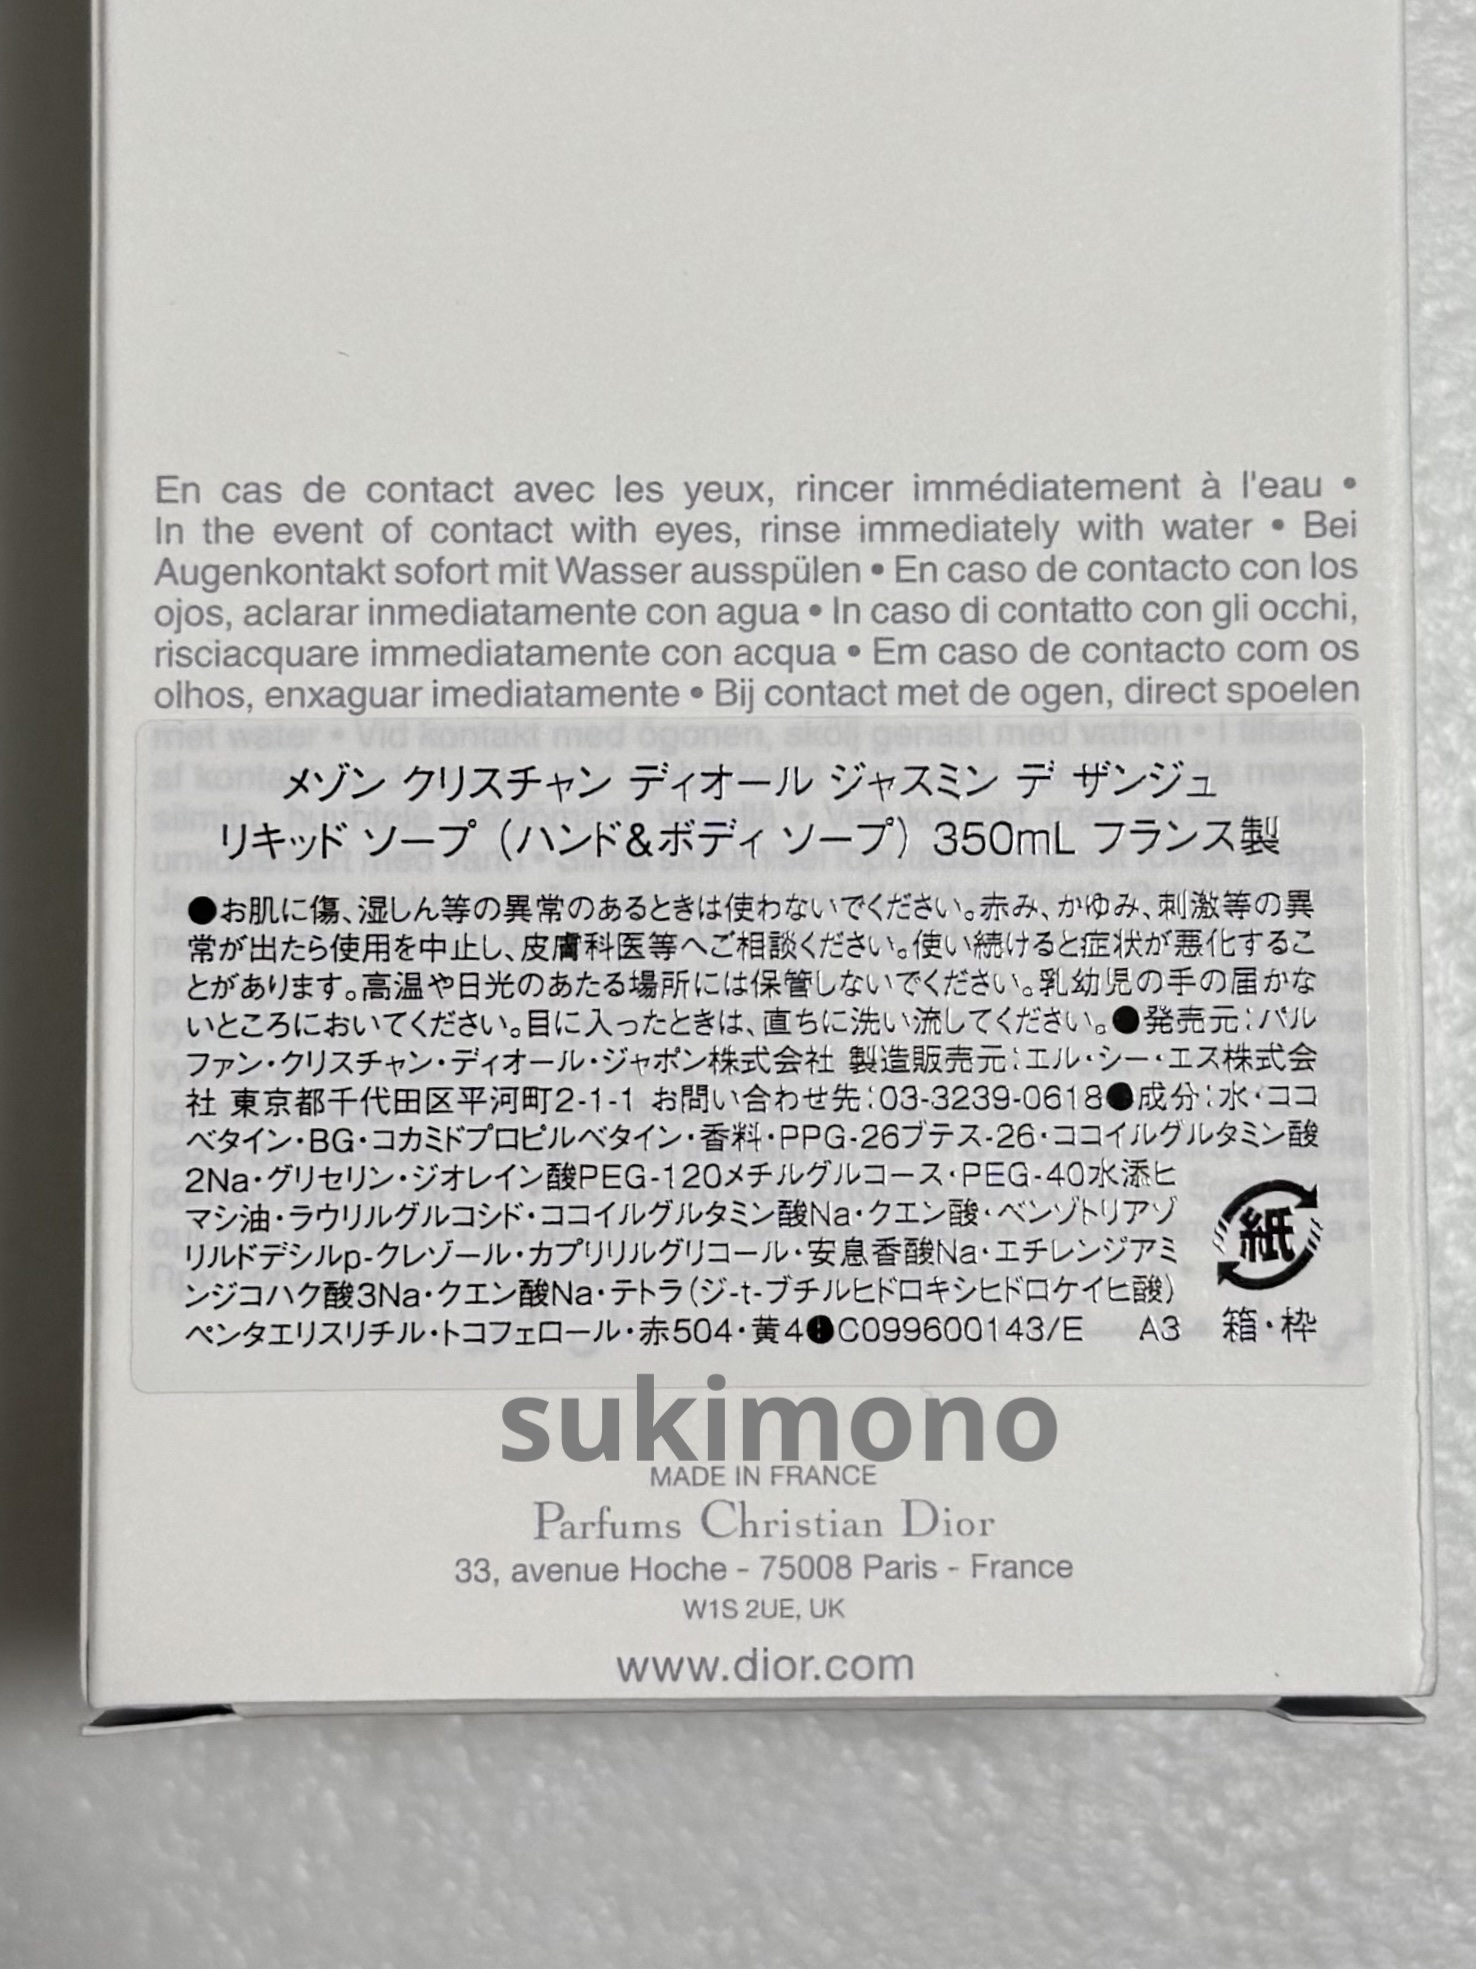 En cas de contact avec les yeux, rincer immédiatement à l'eau •
In the event of contact with eyes, rinse immediately with water • Bei
Augenkontakt sofort mit Wasser ausspülen • En caso de contacto con los
ojos, aclarar inmediatamente con agua • In caso di contatto con gli occhi,
risciacquare immediatamente con acqua • Em caso de contacto com os
olhos, enxaguar imediatamente • Bij contact met de ogen, direct spoelen
met water • Vid kontakt med ögonen, skölj genast med vatten • I tilfælde
メゾン クリスチャン ディオール ジャスミン デ ザンジュ
リキッド ソープ（ハンド&ボディ ソープ）350mL フランス製
●お肌に傷、湿しん等の異常のあるときは使わないでください。赤み、かゆみ、刺激等の異
常が出たら使用を中止し、皮膚科医等へご相談ください。使い続けると症状が悪化するこ
とがあります。高温や日光のあたる場所には保管しないでください。乳幼児の手の届かな
いところにおいてください。目に入ったときは、直ちに洗い流してください。●発売元:パル
ファン・クリスチャン・ディオール・ジャポン株式会社 製造販売元:エル・シー・エス株式会
社 東京都千代田区平河町2-1-1 お問い合わせ先:03-3239-0618●成分:水・ココ
ベタイン・BG・コカミドプロピルベタイン・香料・PPG-26ブテス-26・ココイルグルタミン酸
2Na・グリセリン・ジオレイン酸PEG-120メチルグルコース・PEG-40水添ヒ
マシ油・ラウリルグルコシド・ココイルグルタミン酸Na・クエン酸・ベンゾトリアゾ
リルドデシルp-クレゾール・カプリリルグリコール・安息香酸Na・エチレンジアミ
ンジコハク酸3Na・クエン酸Na・テトラ(ジ-t-ブチルヒドロキシヒドロケイヒ酸)
ペンタエリスリチル・トコフェロール・赤504・黄4●C099600143/E A3
紙
箱・枠
sukimono
MADE IN FRANCE
Parfums Christian Dior
33, avenue Hoche - 75008 Paris - France
W1S 2UE, UK
www.dior.com